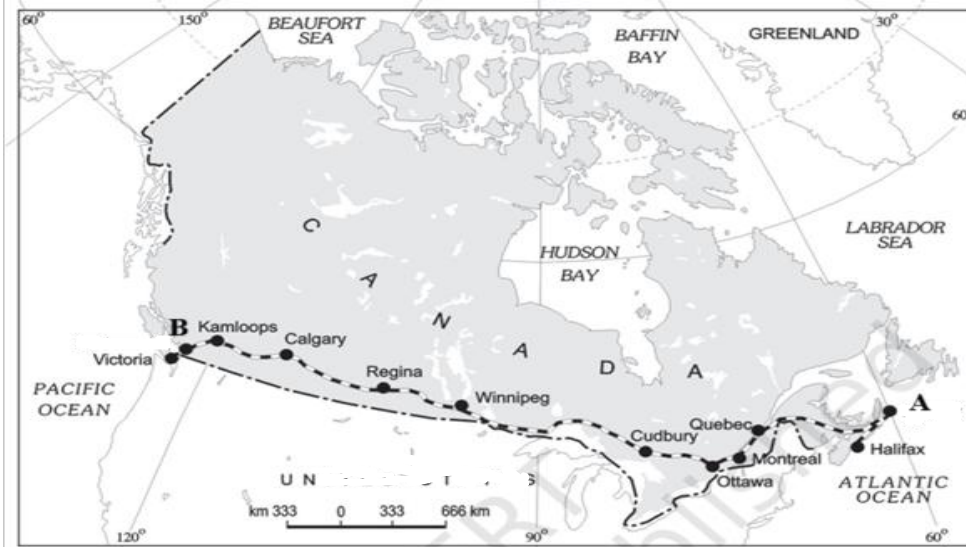 60°
150°
BEAUFORT
SEA
BAFFIN
BAY
GREENLAND
30°
60
LABRADOR
SEA
HUDSON
BAY
C A N A D A
B
Kamloops
Calgary
Victoria
Regina
Winnipeg
PACIFIC
OCEAN
A
Quebec
Cudbury
Montreal
Halifax
Ottawa
ATLANTIC
OCEAN
UN
S
km 333 0 333 666 km
120°
90°
60°